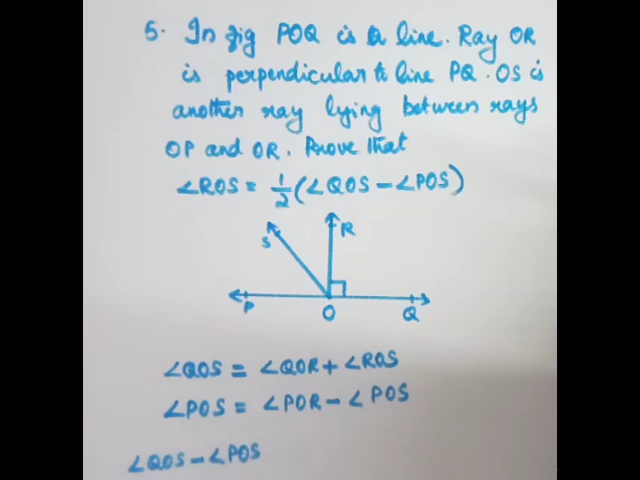 5. In fig POQ is a line. Ray OR
is perpendicular to line PQ. OS is
another ray lying between rays
OP and OR. Prove that
∠ROS = 1/2 (∠QOS - ∠POS)
S R
P O Q
∠QOS = ∠QOR + ∠ROS
∠POS = ∠POR - ∠POS
∠QOS - ∠POS